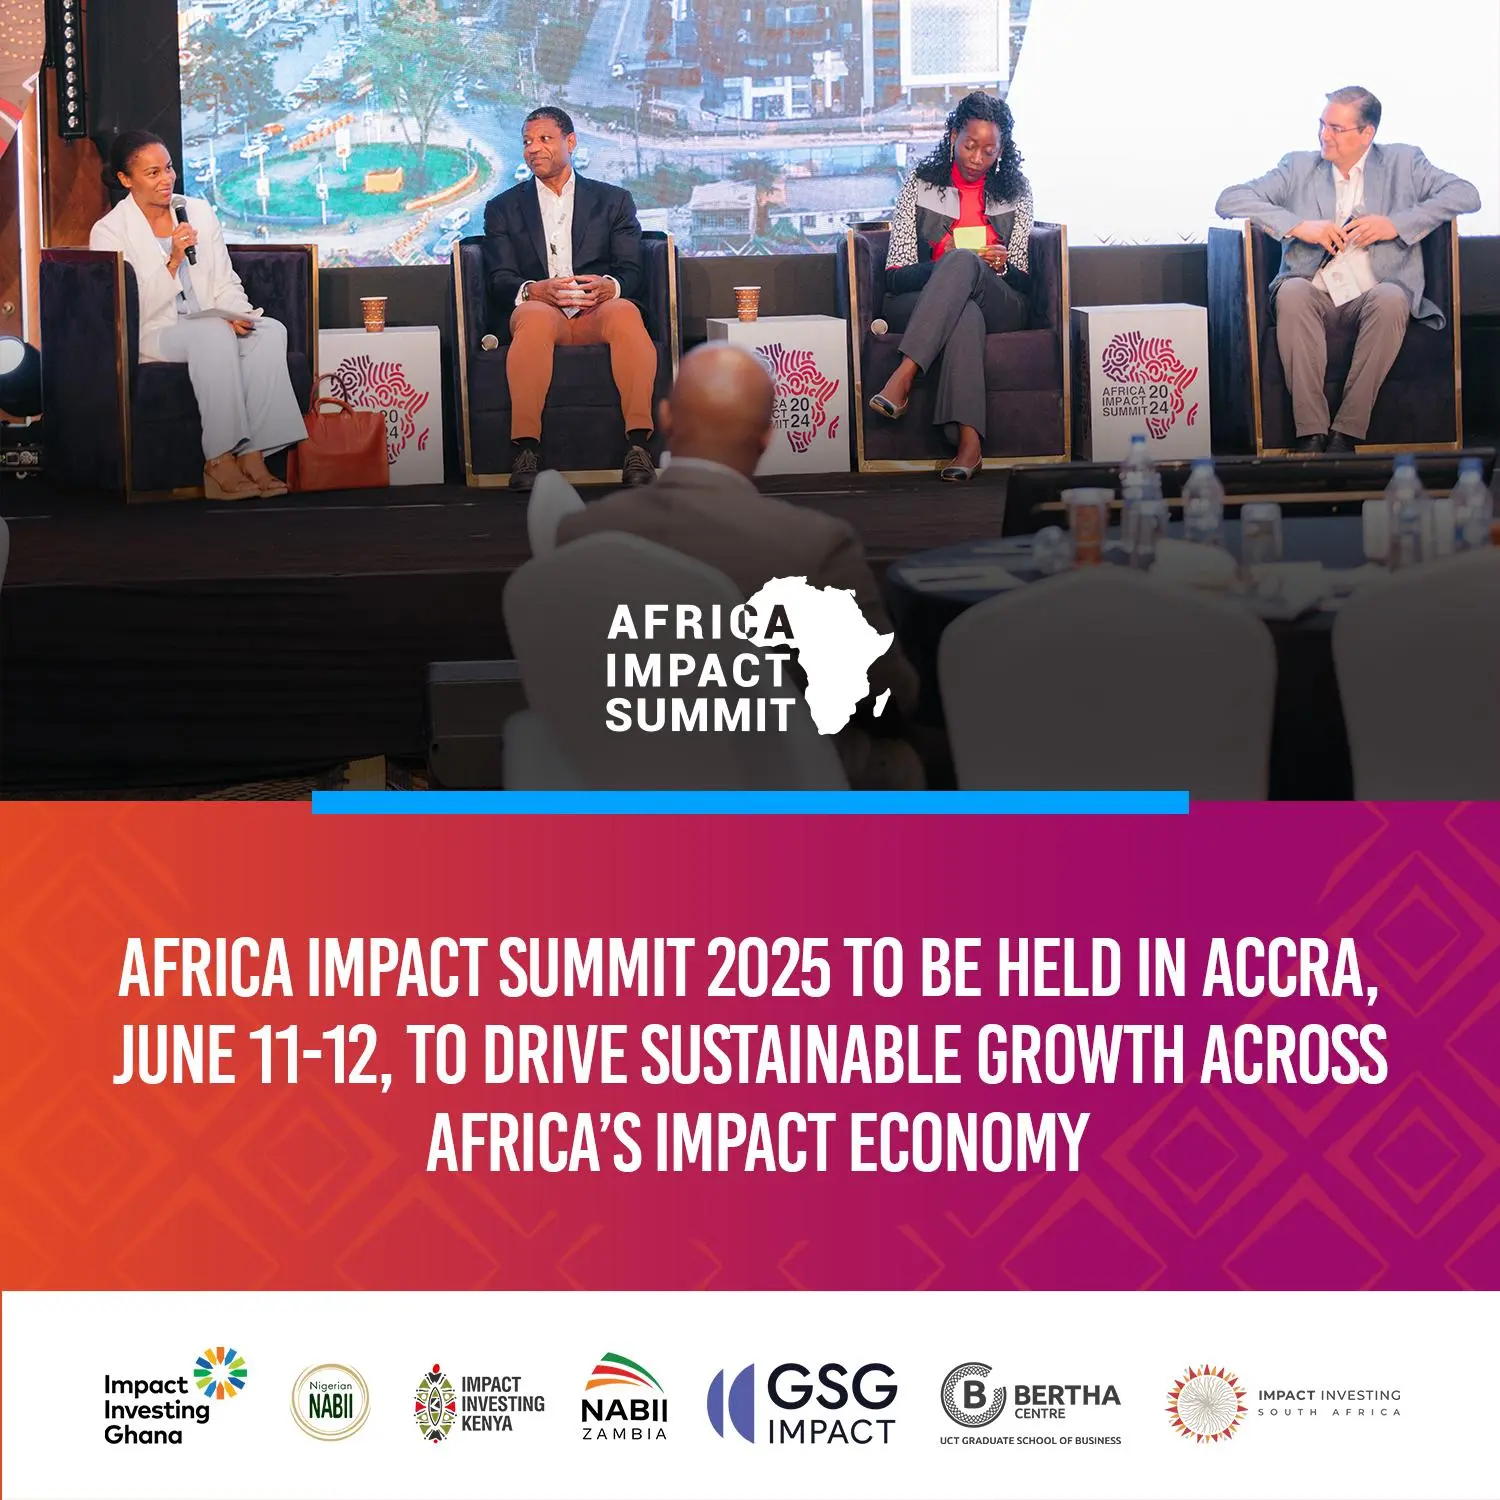 AFRICA 20
IMPACT
SUMMIT 24
AFRICA
IMPACT
SUMMIT
AFRICA IMPACT SUMMIT 2025 TO BE HELD IN ACCRA,
JUNE 11-12, TO DRIVE SUSTAINABLE GROWTH ACROSS
AFRICA’S IMPACT ECONOMY
Impact
Investing
Ghana
Nigerian
NABII
IMPACT
INVESTING
KENYA
NABII
ZAMBIA
GSG
IMPACT
B
BERTHA
CENTRE
UCT GRADUATE SCHOOL OF BUSINESS
IMPACT INVESTING
SOUTH AFRICA